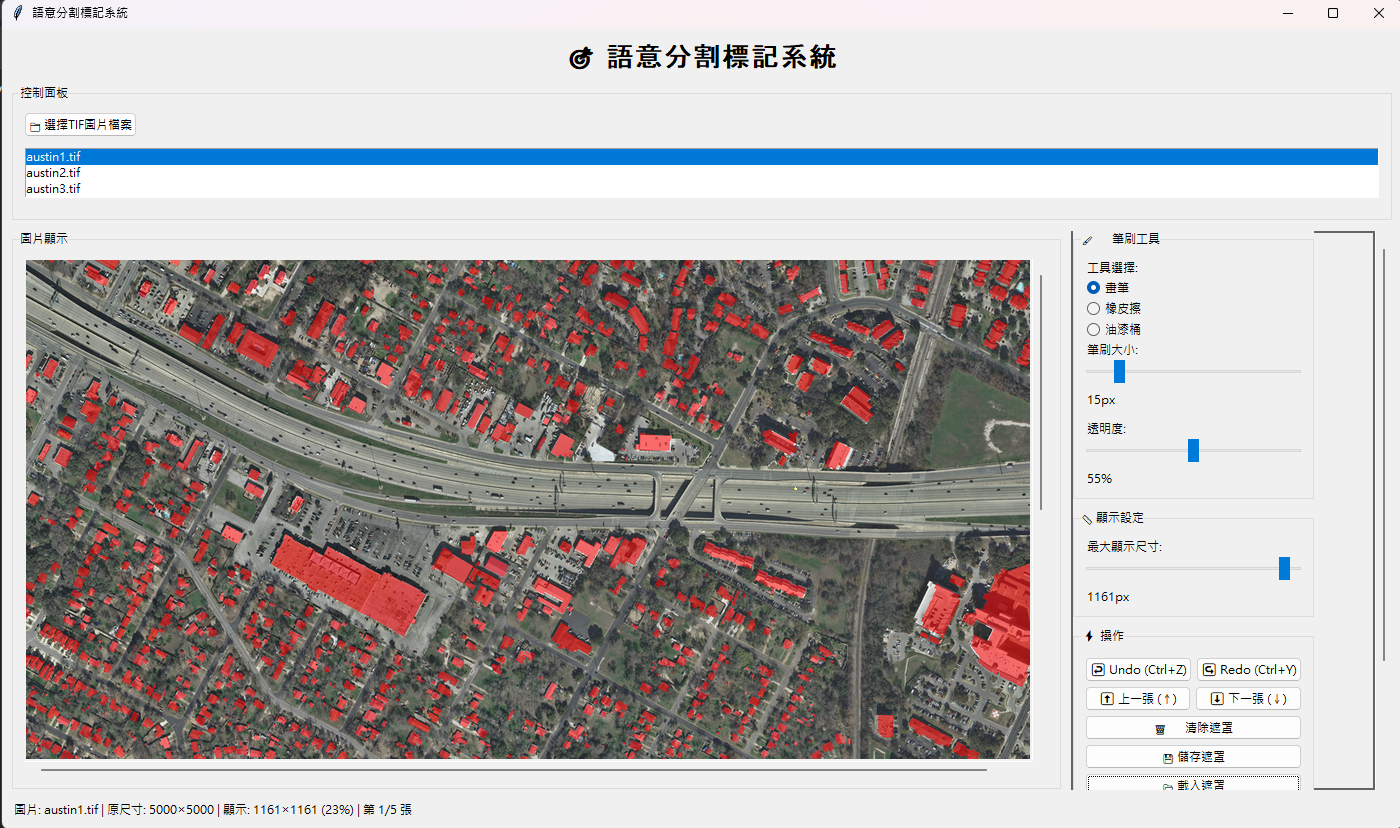 語意分割標記系統
語意分割標記系統
控制面板
選擇TIF圖片檔案
austin1.tif
austin2.tif
austin3.tif
圖片顯示
筆刷工具
工具選擇:
畫筆
橡皮擦
油漆桶
筆刷大小:
15px
透明度:
55%
顯示設定
最大顯示尺寸:
1161px
操作
Undo (Ctrl+Z) Redo (Ctrl+Y)
上一張 (↑) 下一張 (↓)
清除遮罩
儲存遮罩
載入遮罩
圖片: austin1.tif | 原尺寸: 5000×5000 | 顯示: 1161×1161 (23%) | 第 1/5 張